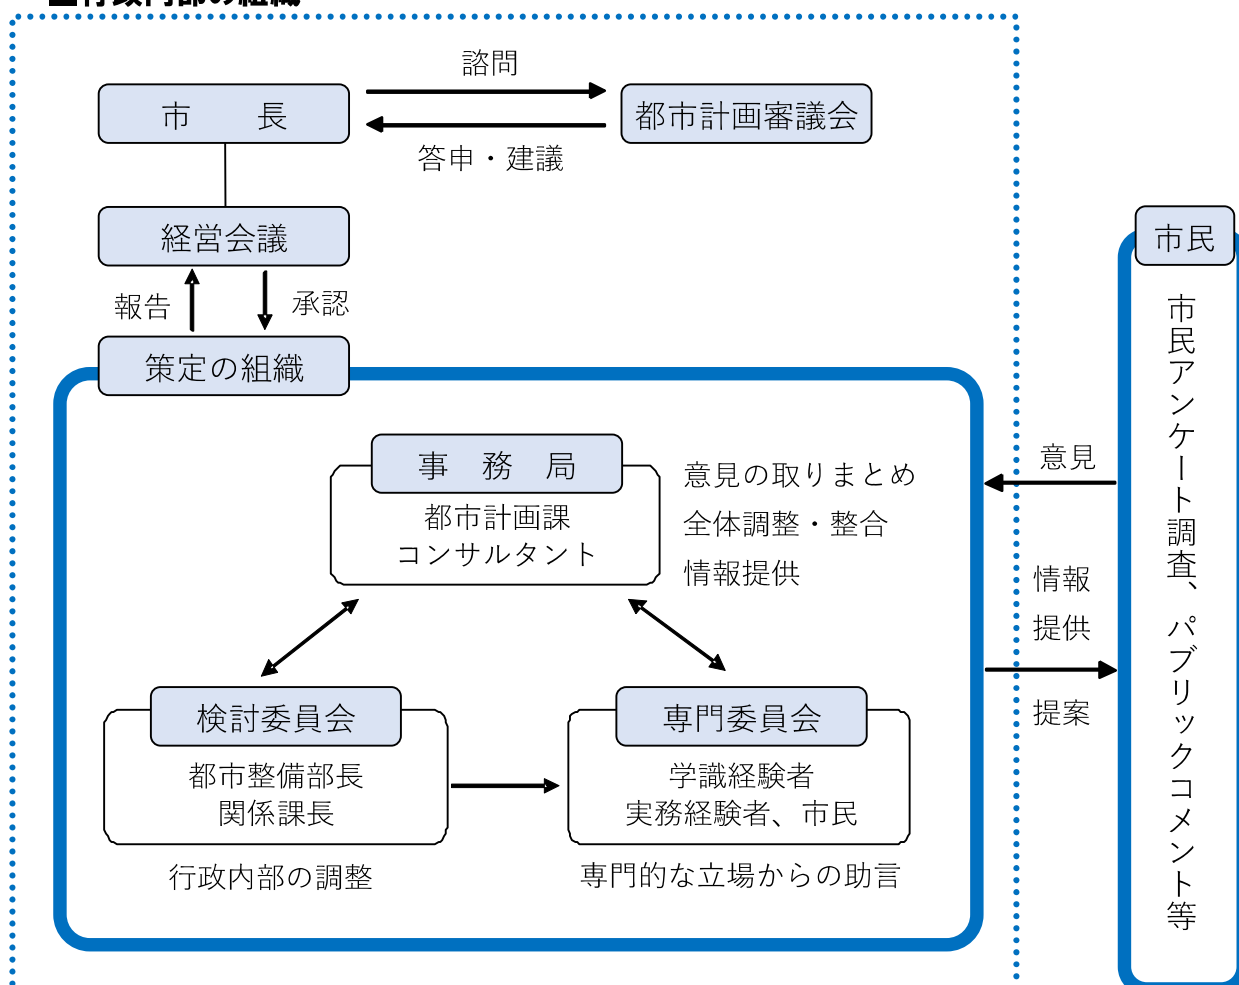 ■行政内部の組織
諮問
市　　長
都市計画審議会
答申・建議
経営会議
市民
報告
承認
策定の組織
市民アンケート調査、パブリックコメント等
事　務　局
都市計画課
コンサルタント
意見の取りまとめ
全体調整・整合
情報提供
意見
情報
提供
提案
検討委員会
都市整備部長
関係課長
行政内部の調整
専門委員会
学識経験者
実務経験者、市民
専門的な立場からの助言